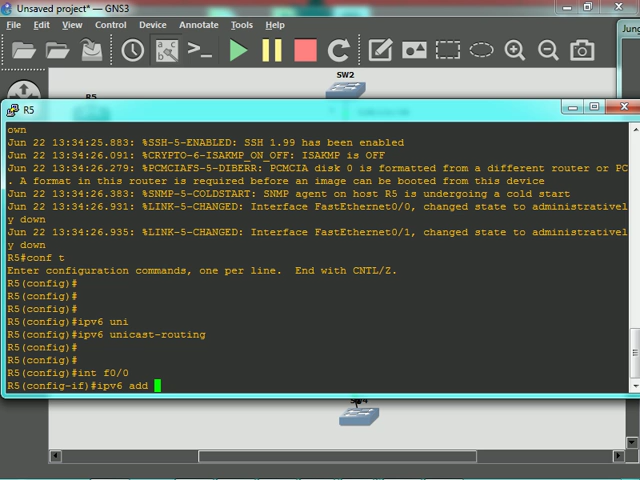 Unsaved project* — GNS3
File Edit View Control Device Annotate Tools Help
Jung
SW2
R5
R5
own
Jun 22 13:34:25.883: %SSH-5-ENABLED: SSH 1.99 has been enabled
Jun 22 13:34:26.091: %CRYPTO-6-ISAKMP_ON_OFF: ISAKMP is OFF
Jun 22 13:34:26.279: %PCMCIAFS-5-DIBERR: PCMCIA disk 0 is formatted from a different router or PC
. A format in this router is required before an image can be booted from this device
Jun 22 13:34:26.383: %SNMP-5-COLDSTART: SNMP agent on host R5 is undergoing a cold start
Jun 22 13:34:26.931: %LINK-5-CHANGED: Interface FastEthernet0/0, changed state to administrativel
y down
Jun 22 13:34:26.935: %LINK-5-CHANGED: Interface FastEthernet0/1, changed state to administrativel
y down
R5#conf t
Enter configuration commands, one per line.  End with CNTL/Z.
R5(config)#
R5(config)#
R5(config)#
R5(config)#ipv6 uni
R5(config)#ipv6 unicast-routing
R5(config)#
R5(config)#
R5(config)#int f0/0
R5(config-if)#ipv6 add
SW4